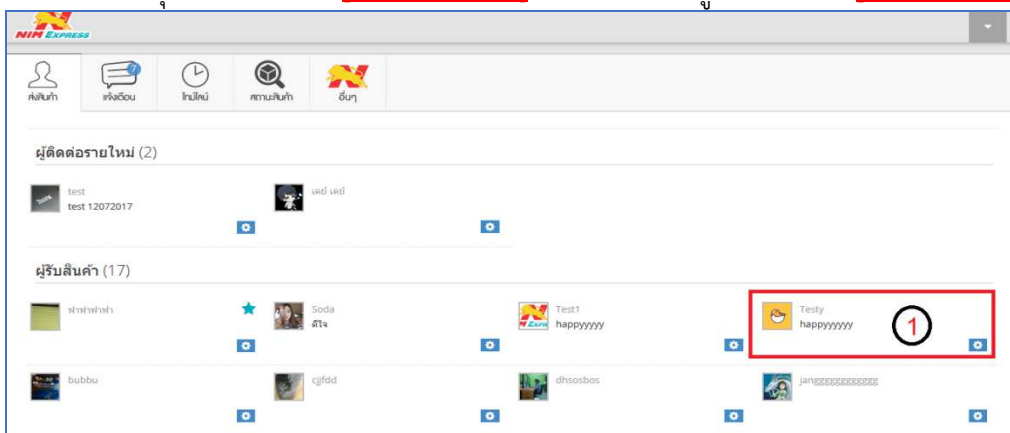 NIM EXPRESS
7
ส่งสินค้า
แจ้งเตือน
ไทม์ไลน์
สถานะสินค้า
อื่นๆ
ผู้ติดต่อรายใหม่ (2)
test
test 12072017
เคย์ เคย์
ผู้รับสินค้า (17)
ฟาฟาฟาฟา
Soda
ดีใจ
Test1
happyyyyy
Testy
happyyyyyy
1
bubbu
cjjfdd
dhsosbos
janggggggggggggg